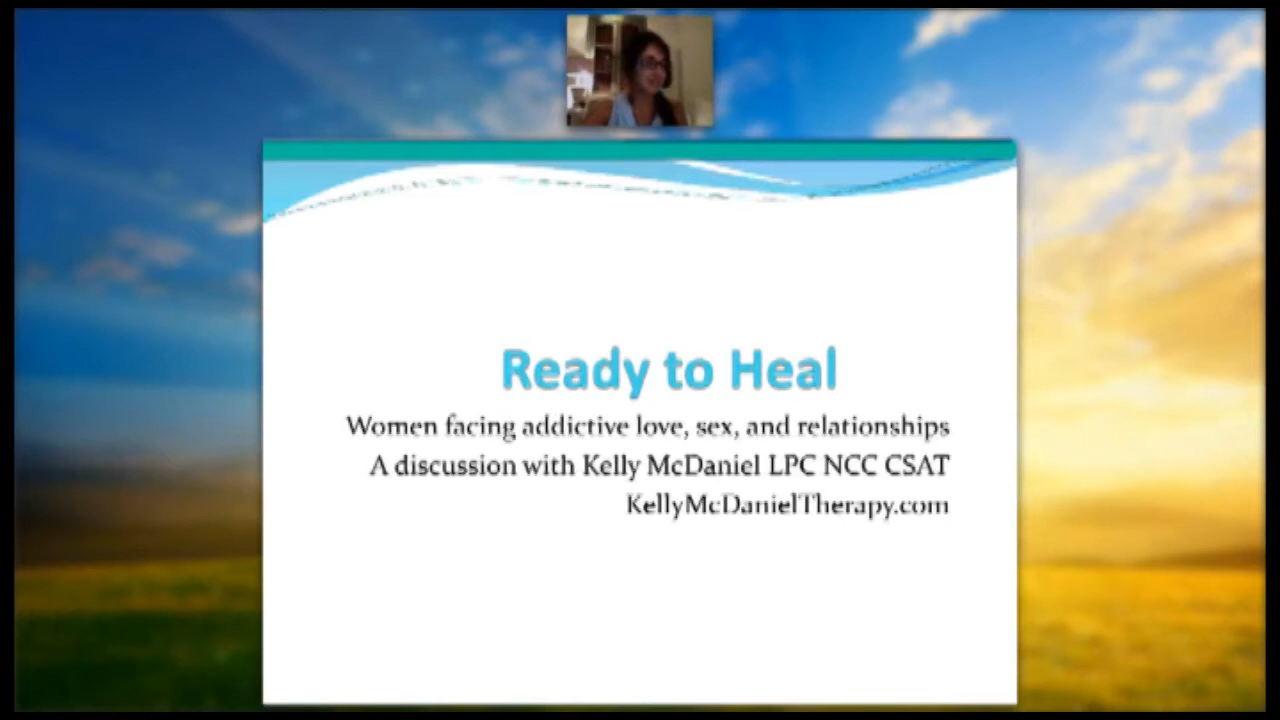 Ready to Heal
Women facing addictive love, sex, and relationships
A discussion with Kelly McDaniel LPC NCC CSAT
KellyMcDanielTherapy.com